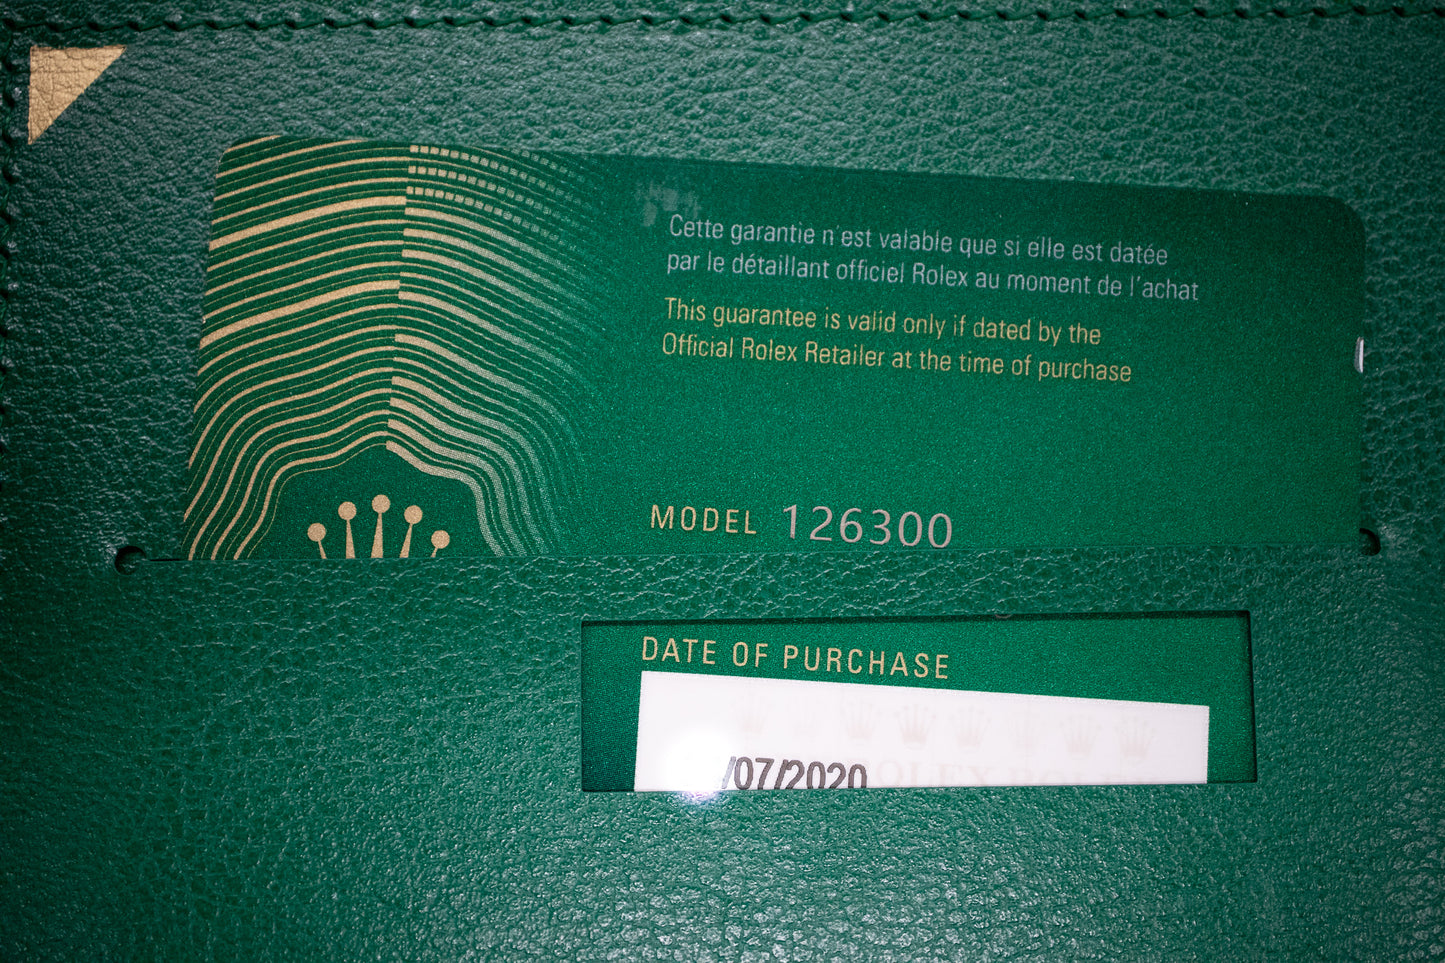 Cette garantie n'est valable que si elle est datée
par le détaillant officiel Rolex au moment de l'achat
This guarantee is valid only if dated by the
Official Rolex Retailer at the time of purchase
MODEL 126300
DATE OF PURCHASE
/07/2020